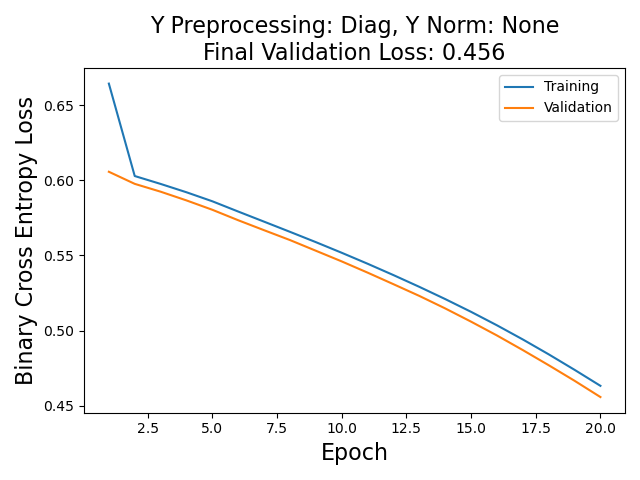 Y Preprocessing: Diag, Y Norm: None
Final Validation Loss: 0.456
Training
Validation
Binary Cross Entropy Loss
0.65
0.60
0.55
0.50
0.45
2.5 5.0 7.5 10.0 12.5 15.0 17.5 20.0
Epoch